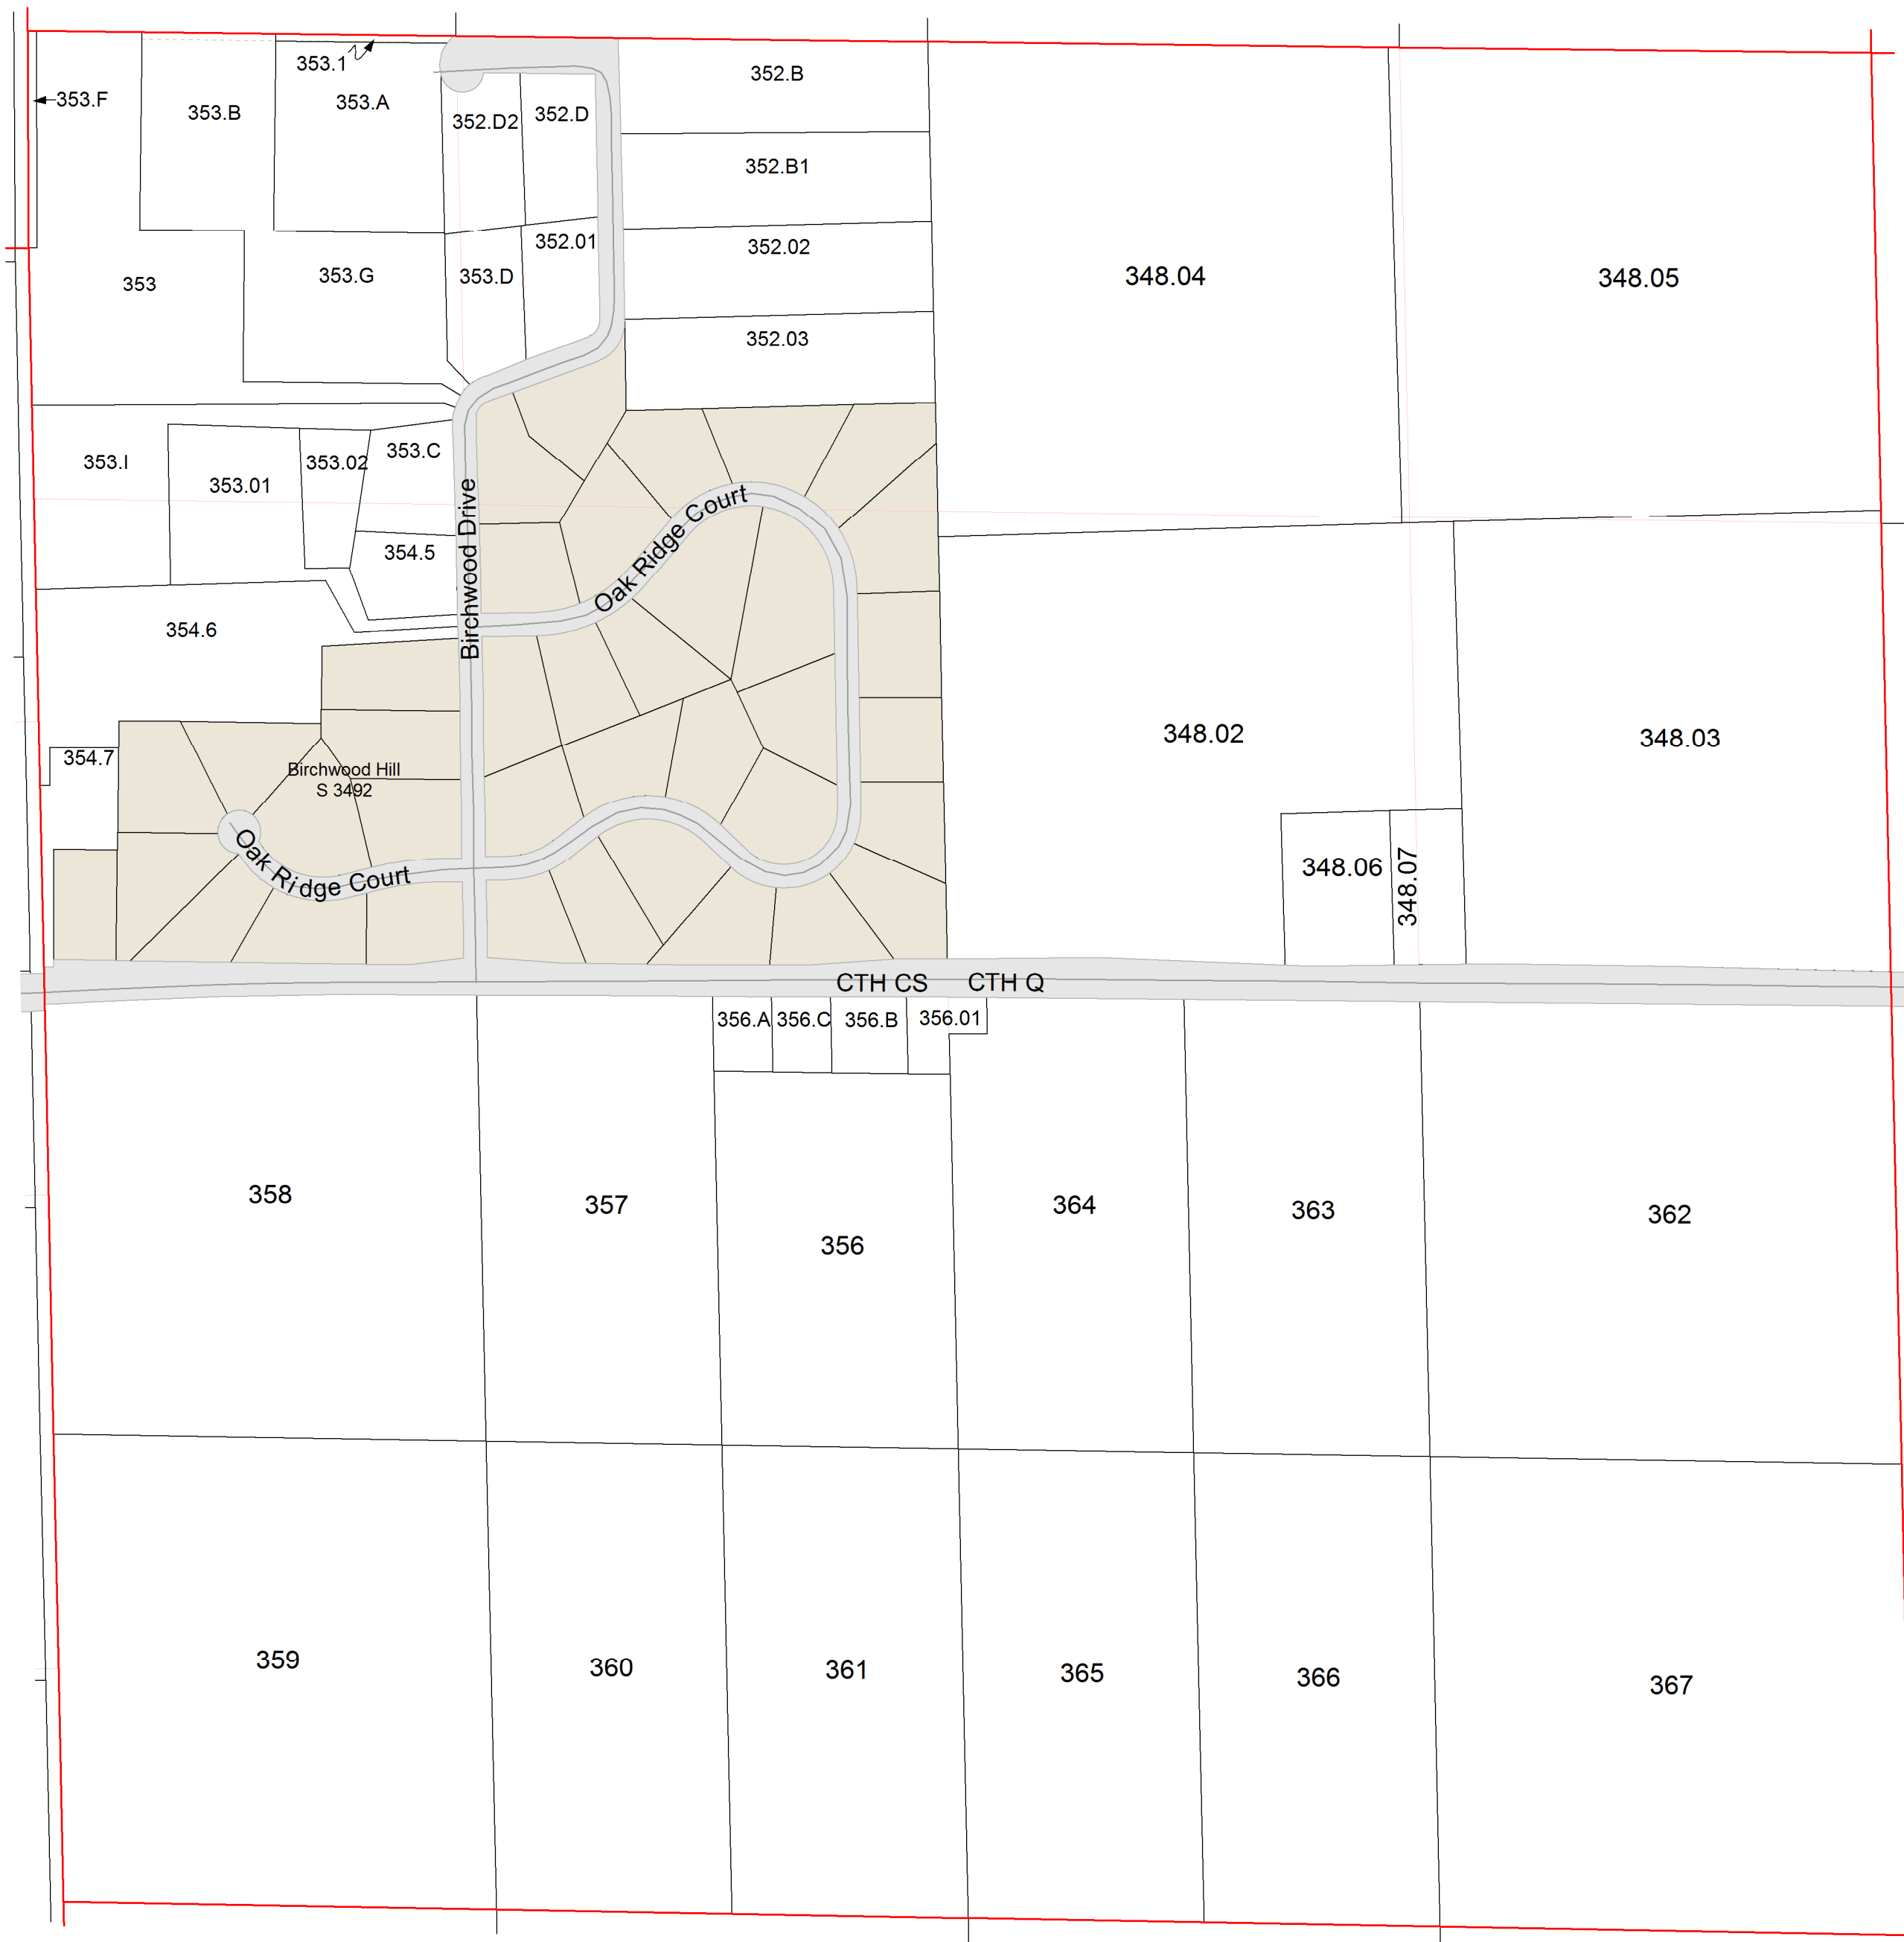 353.1
353.F
353.B
353.A
352.D2
352.D
352.B
352.B1
352.01
352.02
353
353.G
353.D
352.03
348.04
348.05
353.I
353.01
353.02
353.C
354.5
Birchwood Drive
Oak Ridge Court
354.6
354.7
Birchwood Hill
S 3492
Oak Ridge Court
348.02
348.03
348.06
348.07
CTH CS
CTH Q
356.A
356.C
356.B
356.01
358
357
356
364
363
362
359
360
361
365
366
367